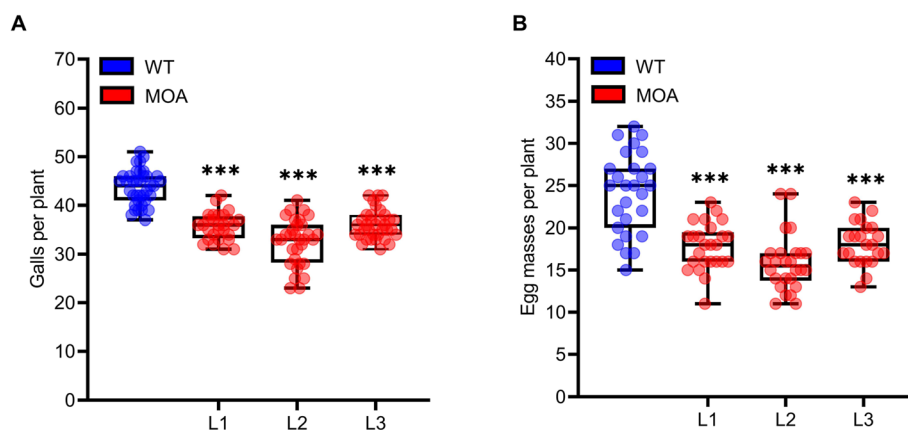 A
Galls per plant
70
60
50
40
30
20
10
0
WT
MOA
***
***
***
L1
L2
L3
B
Egg masses per plant
40
35
30
25
20
15
10
5
0
WT
MOA
***
***
***
L1
L2
L3